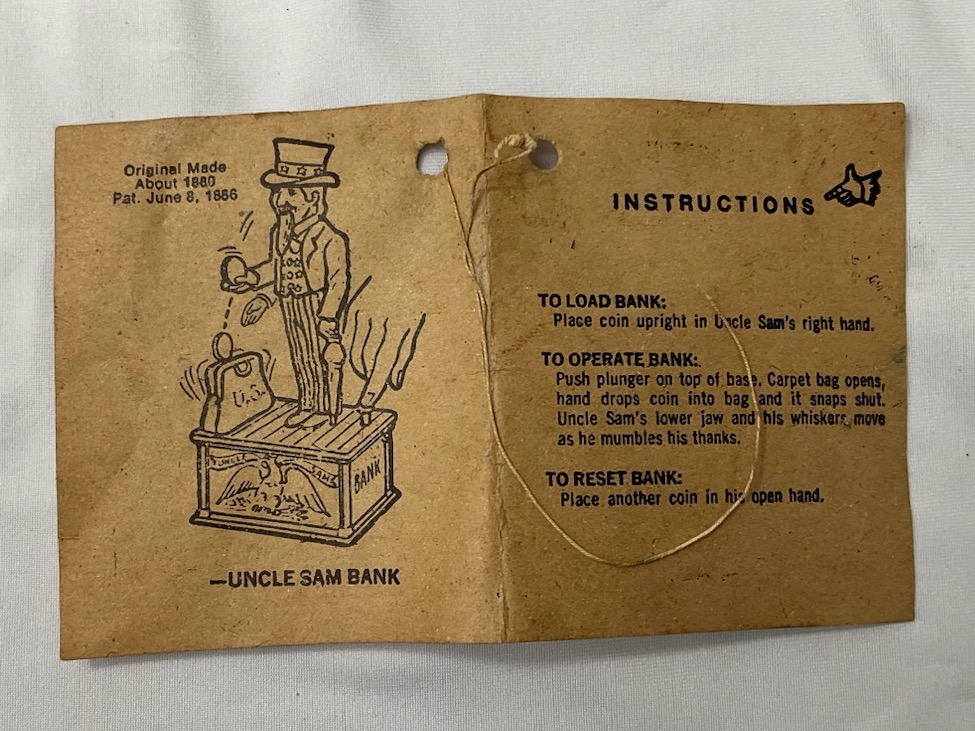 Original Made
About 1880
Pat. June 8, 1886
U.S.
UNCLE SAM
BANK
—UNCLE SAM BANK
INSTRUCTIONS
TO LOAD BANK:
Place coin upright in Uncle Sam's right hand.
TO OPERATE BANK:
Push plunger on top of base. Carpet bag opens,
hand drops coin into bag and it snaps shut.
Uncle Sam's lower jaw and his whiskers move
as he mumbles his thanks.
TO RESET BANK:
Place another coin in his open hand.